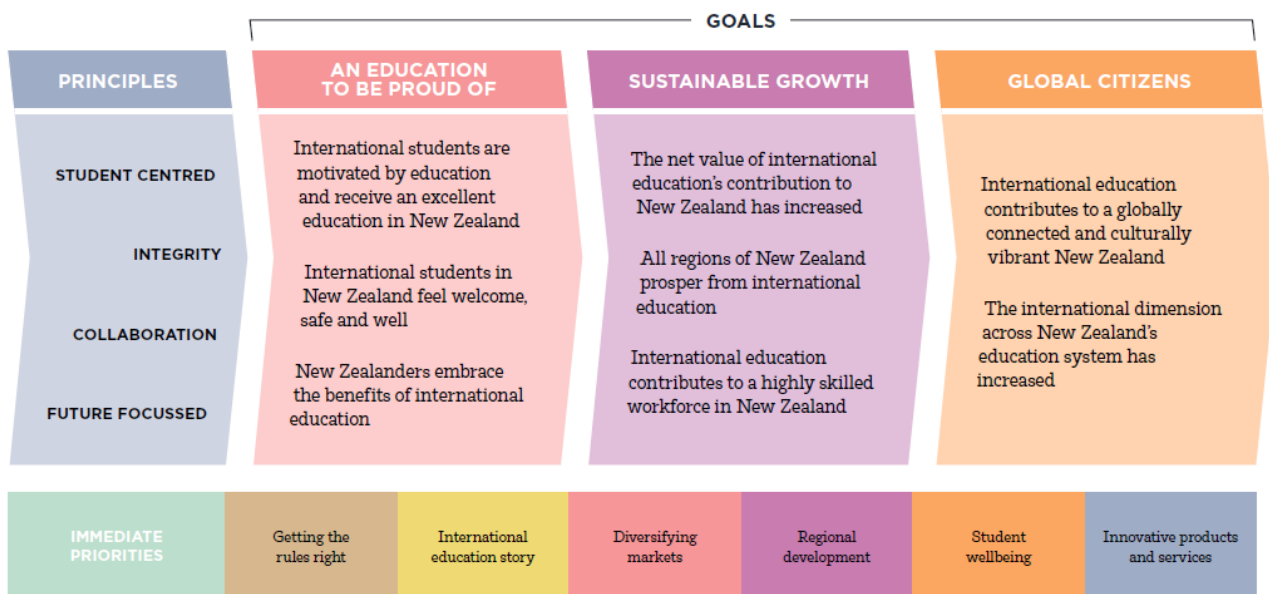 GOALS
PRINCIPLES
STUDENT CENTRED
INTEGRITY
COLLABORATION
FUTURE FOCUSSED
AN EDUCATION
TO BE PROUD OF
International students are
motivated by education
and receive an excellent
education in New Zealand
International students in
New Zealand feel welcome,
safe and well
New Zealanders embrace
the benefits of international
education
SUSTAINABLE GROWTH
The net value of international
education’s contribution to
New Zealand has increased
All regions of New Zealand
prosper from international
education
International education
contributes to a highly skilled
workforce in New Zealand
GLOBAL CITIZENS
International education
contributes to a globally
connected and culturally
vibrant New Zealand
The international dimension
across New Zealand’s
education system has
increased
IMMEDIATE
PRIORITIES
Getting the
rules right
International
education story
Diversifying
markets
Regional
development
Student
wellbeing
Innovative products
and services